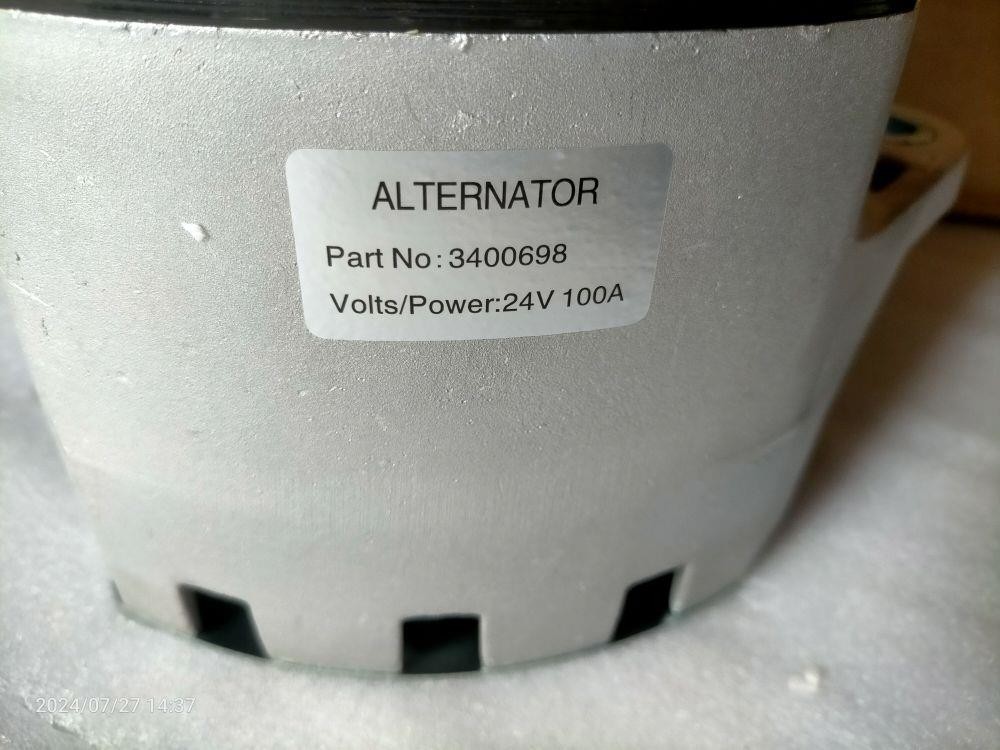 ALTERNATOR
Part No: 3400698
Volts/Power:24V 100A
2024/07/27 14:37